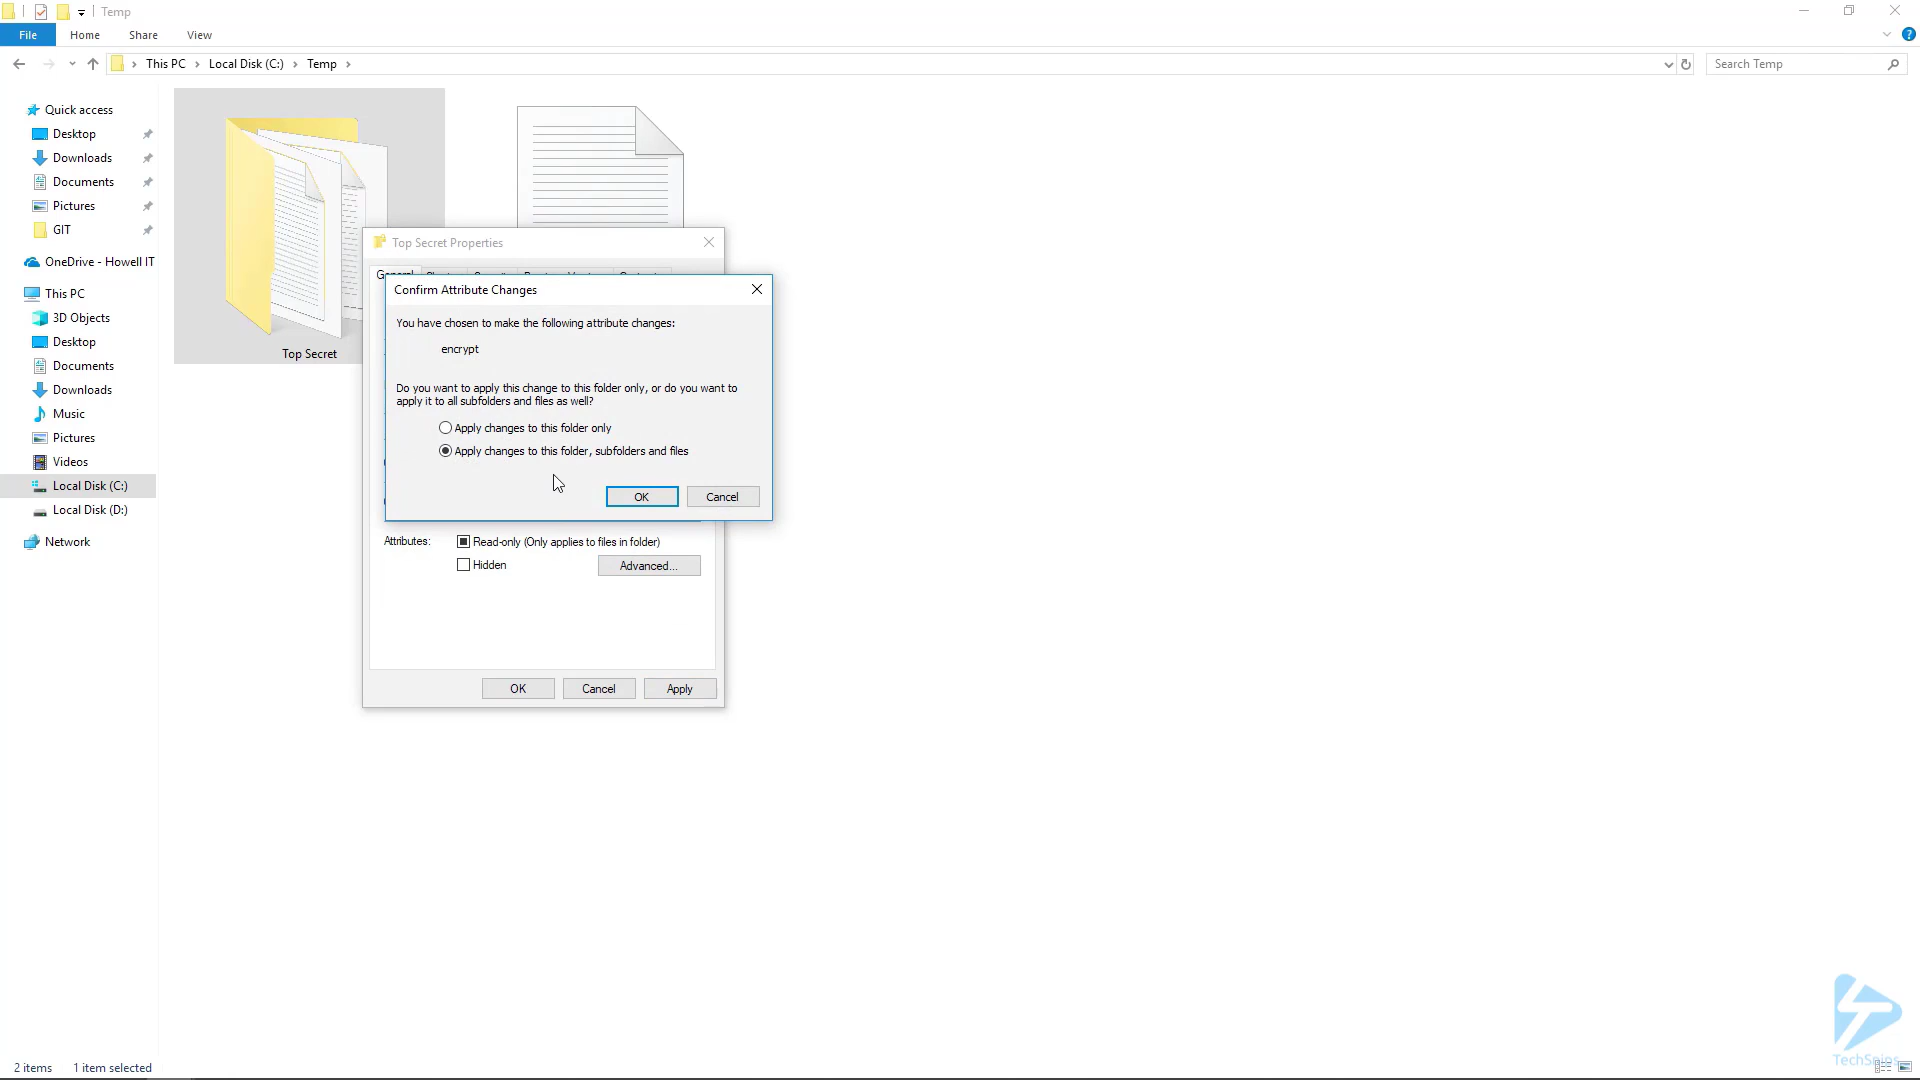 Temp
File
Home
Share
View
This PC
Local Disk (C:)
Temp
Search Temp
Quick access
Desktop
Downloads
Documents
Pictures
GIT
OneDrive - Howell IT
This PC
3D Objects
Desktop
Documents
Downloads
Music
Pictures
Videos
Local Disk (C:)
Local Disk (D:)
Network
Top Secret
Top Secret Properties
General
Confirm Attribute Changes
You have chosen to make the following attribute changes:
encrypt
Do you want to apply this change to this folder only, or do you want to
apply it to all subfolders and files as well?
Apply changes to this folder only
Apply changes to this folder, subfolders and files
OK
Cancel
Attributes:
Read-only (Only applies to files in folder)
Hidden
Advanced...
OK
Cancel
Apply
2 items
1 item selected